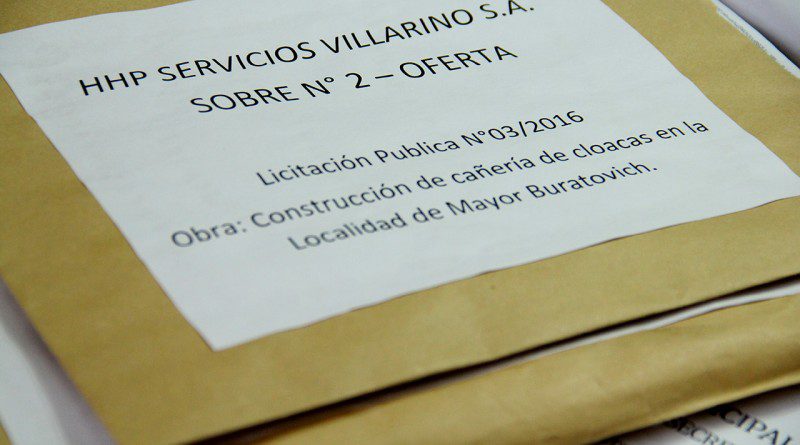 HHP SERVICIOS VILLARINO S.A.
SOBRE N° 2 – OFERTA
Licitación Publica N°03/2016
Obra: Construcción de cañería de cloacas en la
Localidad de Mayor Buratovich.